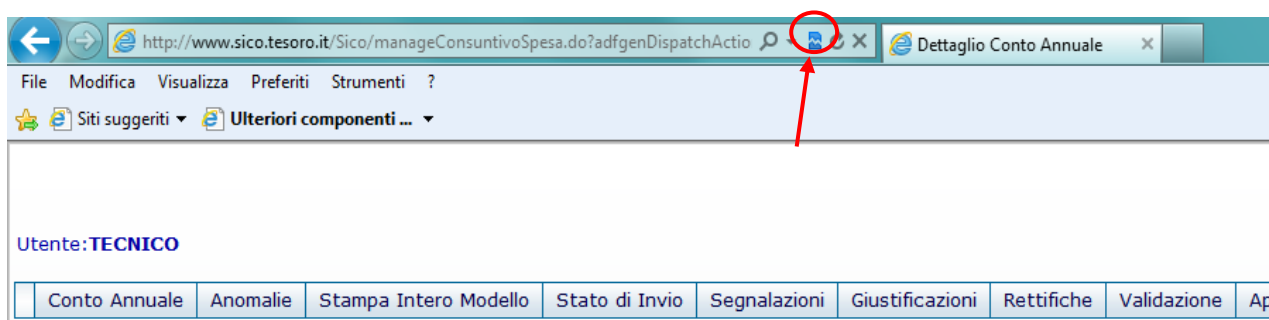 http://www.sico.tesoro.it/Sico/manageConsuntivoSpesa.do?adfgenDispatchActio Dettaglio Conto Annuale
File Modifica Visualizza Preferiti Strumenti ?
Siti suggeriti Ulteriori componenti ...
Utente:TECNICO
Conto Annuale Anomalie Stampa Intero Modello Stato di Invio Segnalazioni Giustificazioni Rettifiche Validazione Ap